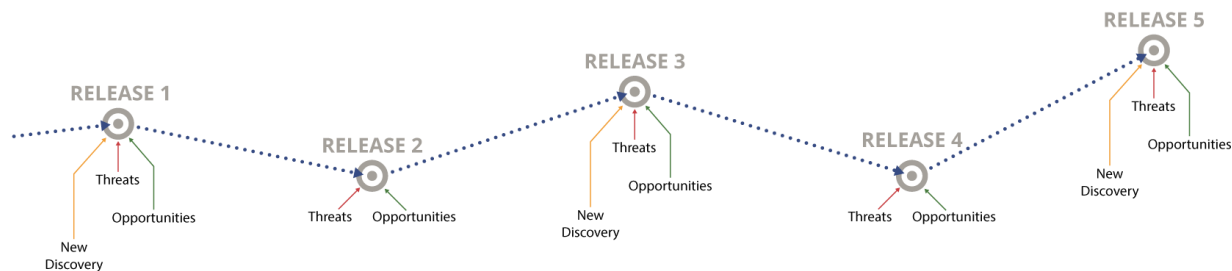 RELEASE 1
Threats
Opportunities
New
Discovery
RELEASE 2
Threats
Opportunities
RELEASE 3
Threats
Opportunities
New
Discovery
RELEASE 4
Threats
Opportunities
RELEASE 5
Threats
Opportunities
New
Discovery